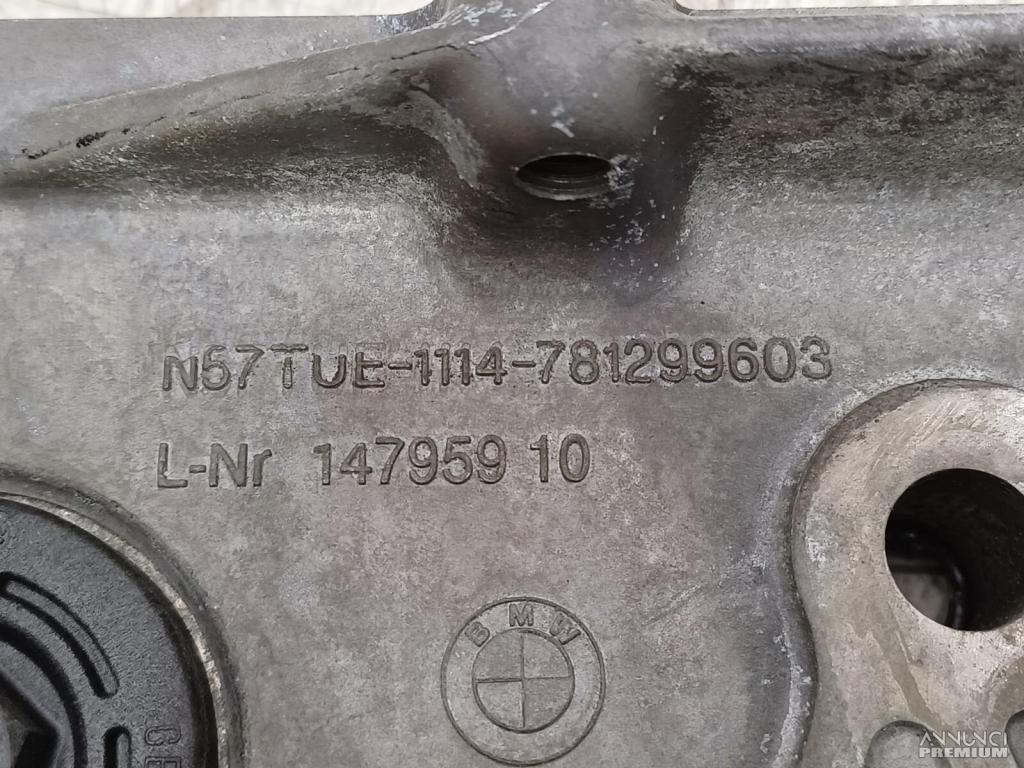 N57TUE-1114-781299603
L-Nr 147959 10
BMW
ANNUNCI
PREMIUM